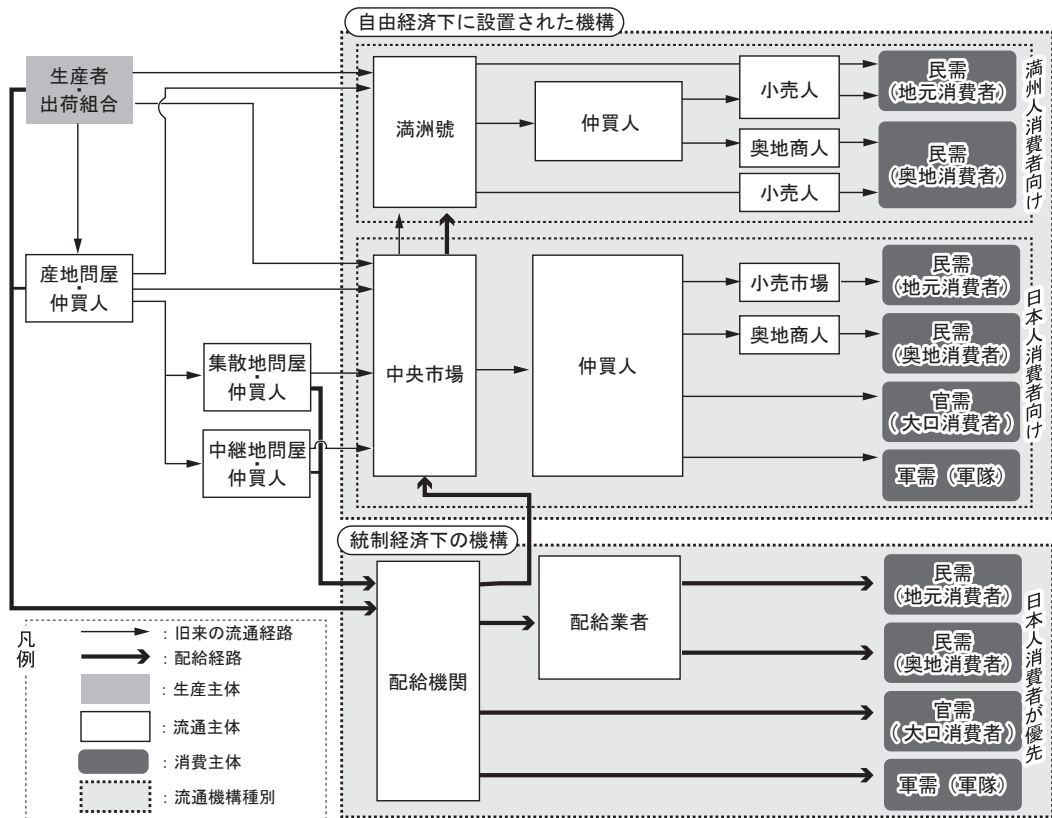 自由経済下に設置された機構
生産者
・
出荷組合
産地問屋
・
仲買人
集散地問屋
・
仲買人
中継地問屋
・
仲買人
満洲號
仲買人
小売人
奥地商人
小売人
民需
(地元消費者)
民需
(奥地消費者)
満州人消費者向け
中央市場
仲買人
小売市場
奥地商人
民需
(地元消費者)
民需
(奥地消費者)
官需
(大口消費者)
軍需(軍隊)
日本人消費者向け
統制経済下の機構
配給機関
配給業者
民需
(地元消費者)
民需
(奥地消費者)
官需
(大口消費者)
軍需(軍隊)
日本人消費者が優先
凡例
:旧来の流通経路
:配給経路
:生産主体
:流通主体
:消費主体
:流通機構種別